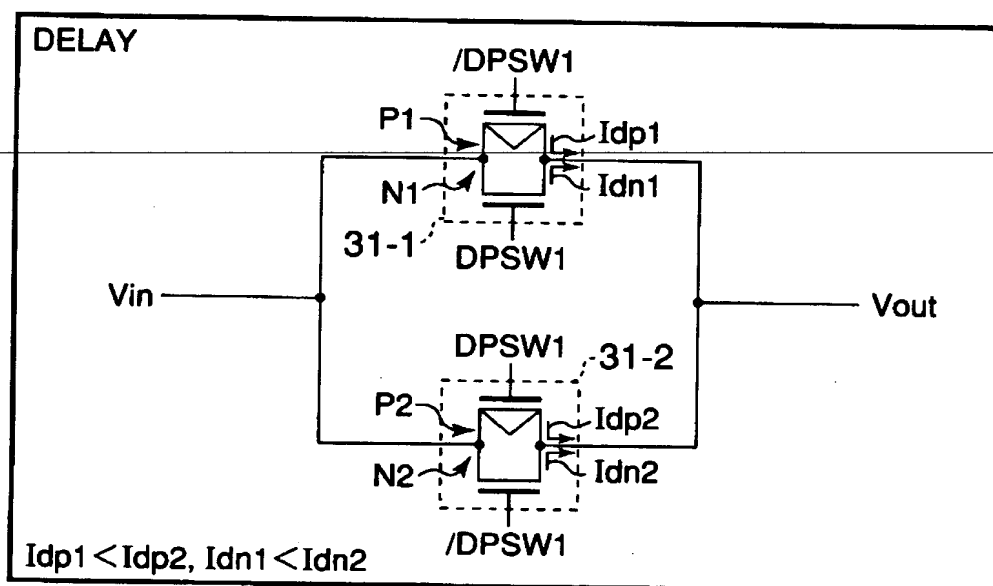 DELAY
/DPSW1
P1
Idp1
N1
Idn1
31-1
DPSW1
Vin
Vout
DPSW1
31-2
P2
Idp2
N2
Idn2
/DPSW1
Idp1<Idp2, Idn1<Idn2